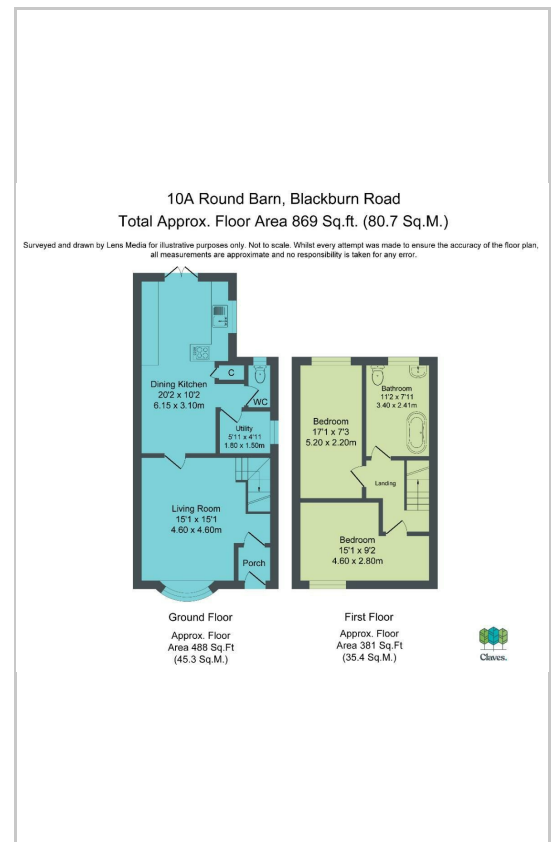 10A Round Barn, Blackburn Road
Total Approx. Floor Area 869 Sq.ft. (80.7 Sq.M.)
Surveyed and drawn by Lens Media for illustrative purposes only. Not to scale. Whilst every attempt was made to ensure the accuracy of the floor plan,
all measurements are approximate and no responsibility is taken for any error.
Dining Kitchen
20'2 x 10'2
6.15 x 3.10m
C
WC
Utility
5'11 x 4'11
1.80 x 1.50m
Living Room
15'1 x 15'1
4.60 x 4.60m
Porch
Ground Floor
Approx. Floor
Area 488 Sq.Ft
(45.3 Sq.M.)
Bathroom
11'2 x 7'11
3.40 x 2.41m
Bedroom
17'1 x 7'3
5.20 x 2.20m
Landing
Bedroom
15'1 x 9'2
4.60 x 2.80m
First Floor
Approx. Floor
Area 381 Sq.Ft
(35.4 Sq.M.)
Claves.